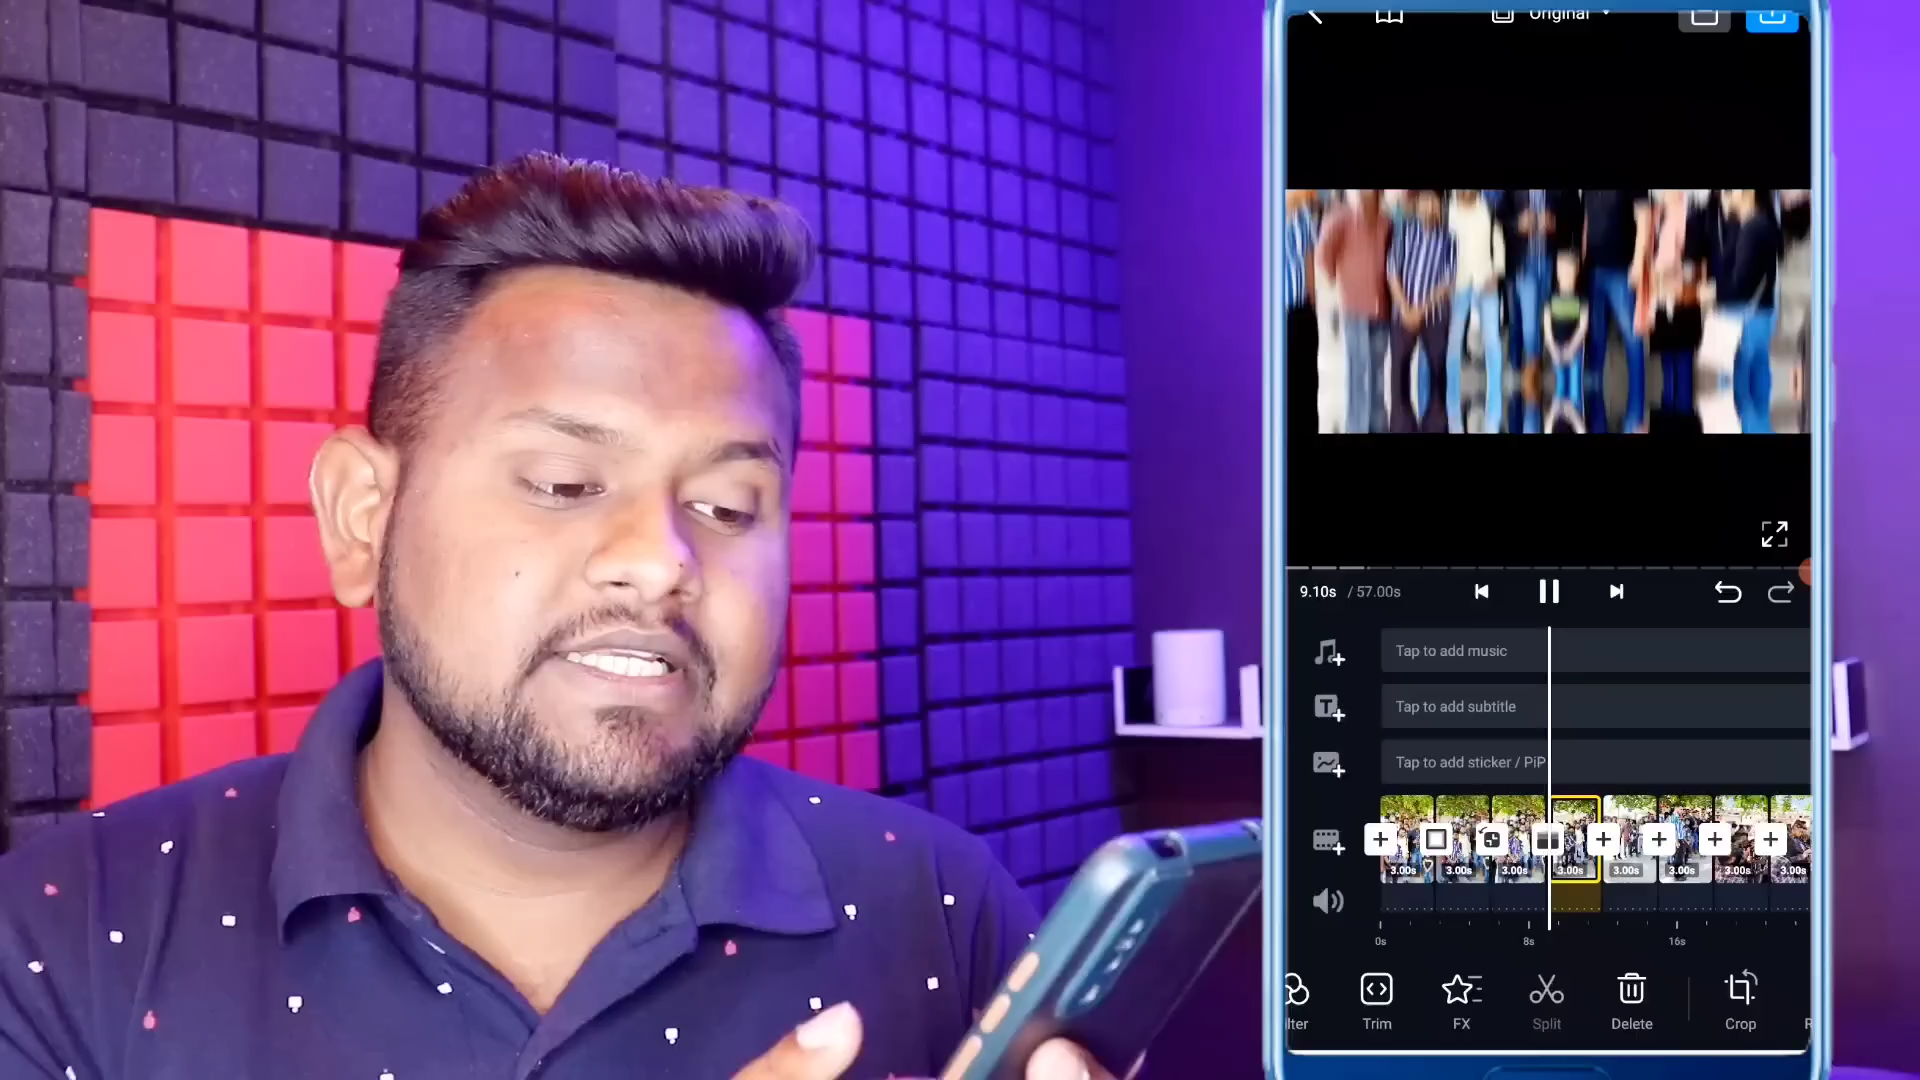 Original
9.10s / 57.00s
Tap to add music
Tap to add subtitle
Tap to add sticker / PiP
3.00s 3.00s 3.00s 3.00s 3.00s 3.00s 3.00s 3.00s
0s 8s 16s
lter Trim FX Split Delete Crop R